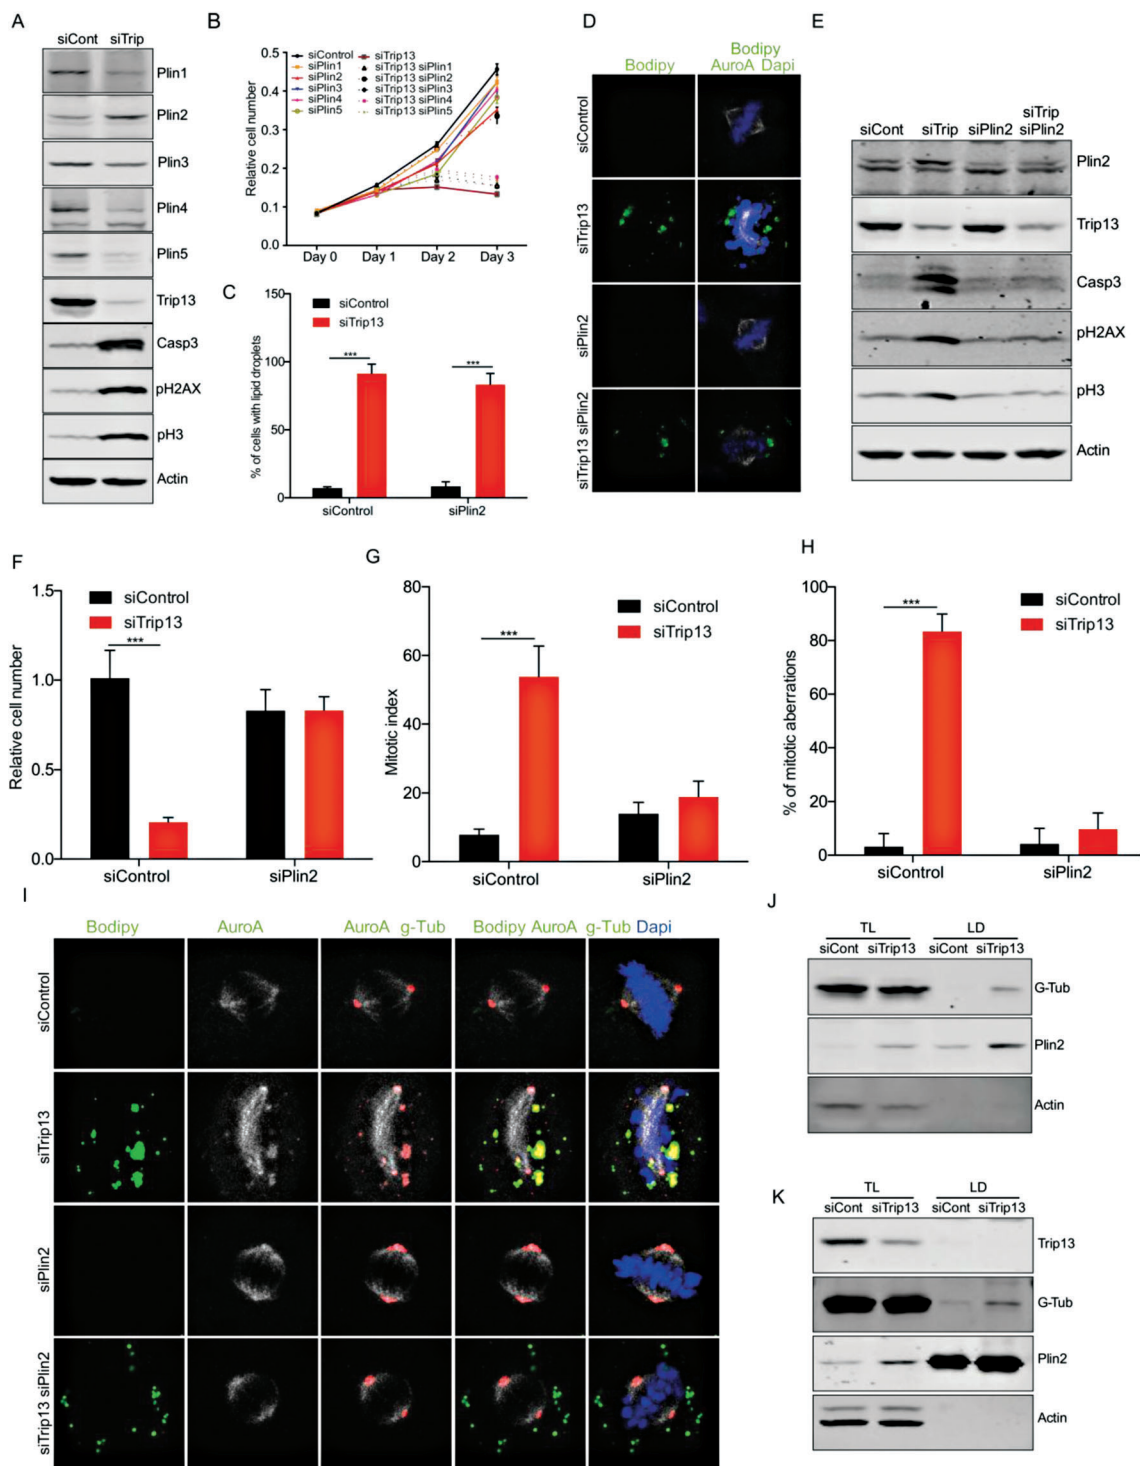 A
siCont siTrip
Plin1
Plin2
Plin3
Plin4
Plin5
Trip13
Casp3
pH2AX
pH3
Actin
B
Relative cell number
0.5
0.4
0.3
0.2
0.1
0.0
Day 0 Day 1 Day 2 Day 3
siControl
siPlin1
siPlin2
siPlin3
siPlin4
siPlin5
siTrip13
siTrip13 siPlin1
siTrip13 siPlin2
siTrip13 siPlin3
siTrip13 siPlin4
siTrip13 siPlin5
C
% of cells with lipid droplets
150
100
50
0
siControl
siTrip13
***
***
siControl siPlin2
D
Bodipy
Bodipy
AuroA Dapi
siControl
siTrip13
siPlin2
siTrip13 siPlin2
E
siCont siTrip siPlin2 siTrip
siPlin2
Plin2
Trip13
Casp3
pH2AX
pH3
Actin
F
Relative cell number
1.5
1.0
0.5
0.0
siControl
siTrip13
***
siControl siPlin2
G
Mitotic index
80
60
40
20
0
siControl
siTrip13
***
siControl siPlin2
H
% of mitotic aberrations
100
80
60
40
20
0
siControl
siTrip13
***
siControl siPlin2
I
Bodipy AuroA AuroA g-Tub Bodipy AuroA g-Tub Dapi
siControl
siTrip13
siPlin2
siTrip13 siPlin2
J
TL LD
siCont siTrip13 siCont siTrip13
G-Tub
Plin2
Actin
K
TL LD
siCont siTrip13 siCont siTrip13
Trip13
G-Tub
Plin2
Actin